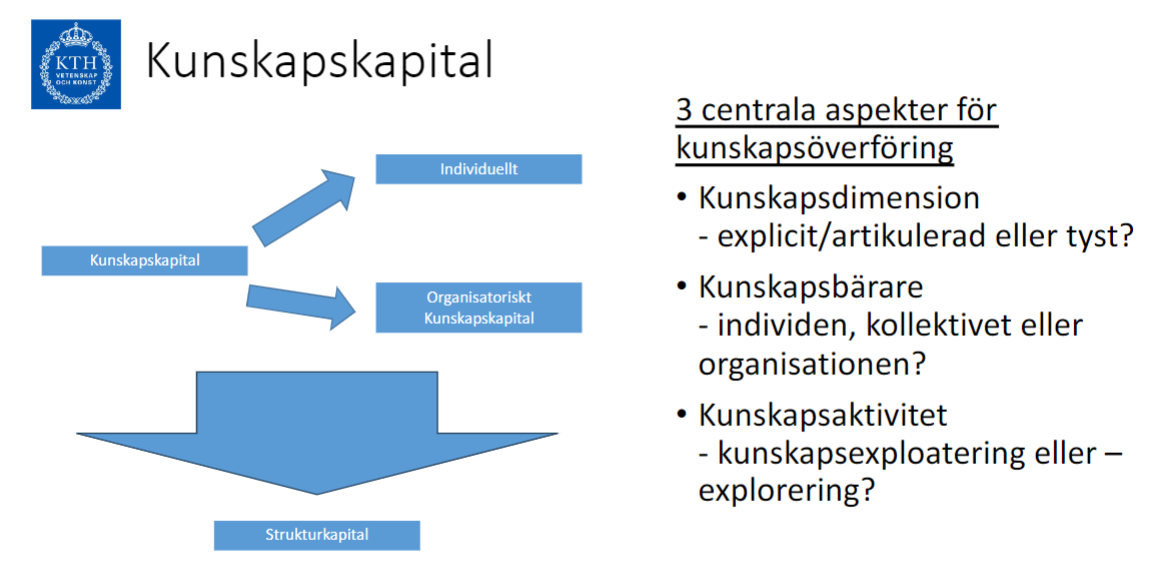 KTH
VETENSKAP
OCH KONST
Kunskapskapital
Individuellt
Kunskapskapital
Organisatoriskt
Kunskapskapital
Strukturkapital
3 centrala aspekter för
kunskapsöverföring
• Kunskapsdimension
- explicit/artikulerad eller tyst?
• Kunskapsbärare
- individen, kollektivet eller
organisationen?
• Kunskapsaktivitet
- kunskapsexploatering eller –
explorering?